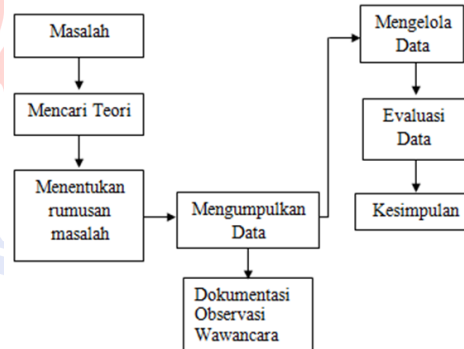 Masalah
Mencari Teori
Menentukan
rumusan
masalah
Mengumpulkan
Data
Dokumentasi
Observasi
Wawancara
Mengelola
Data
Evaluasi
Data
Kesimpulan